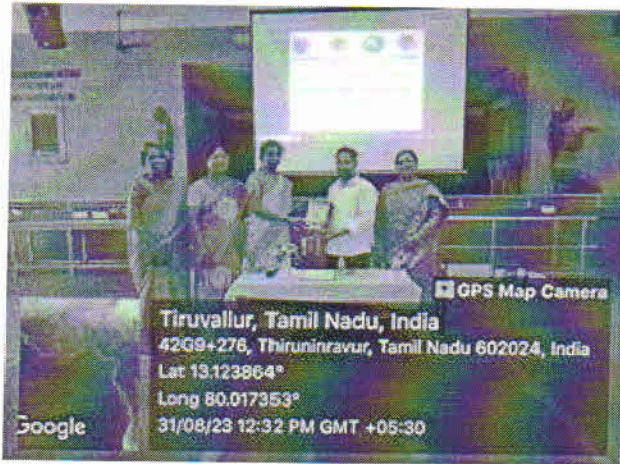 GPS Map Camera
Tiruvallur, Tamil Nadu, India
42G9+276, Thiruninravur, Tamil Nadu 602024, India
Lat 13.123864°
Long 80.017353°
31/08/23 12:32 PM GMT +05:30
Google